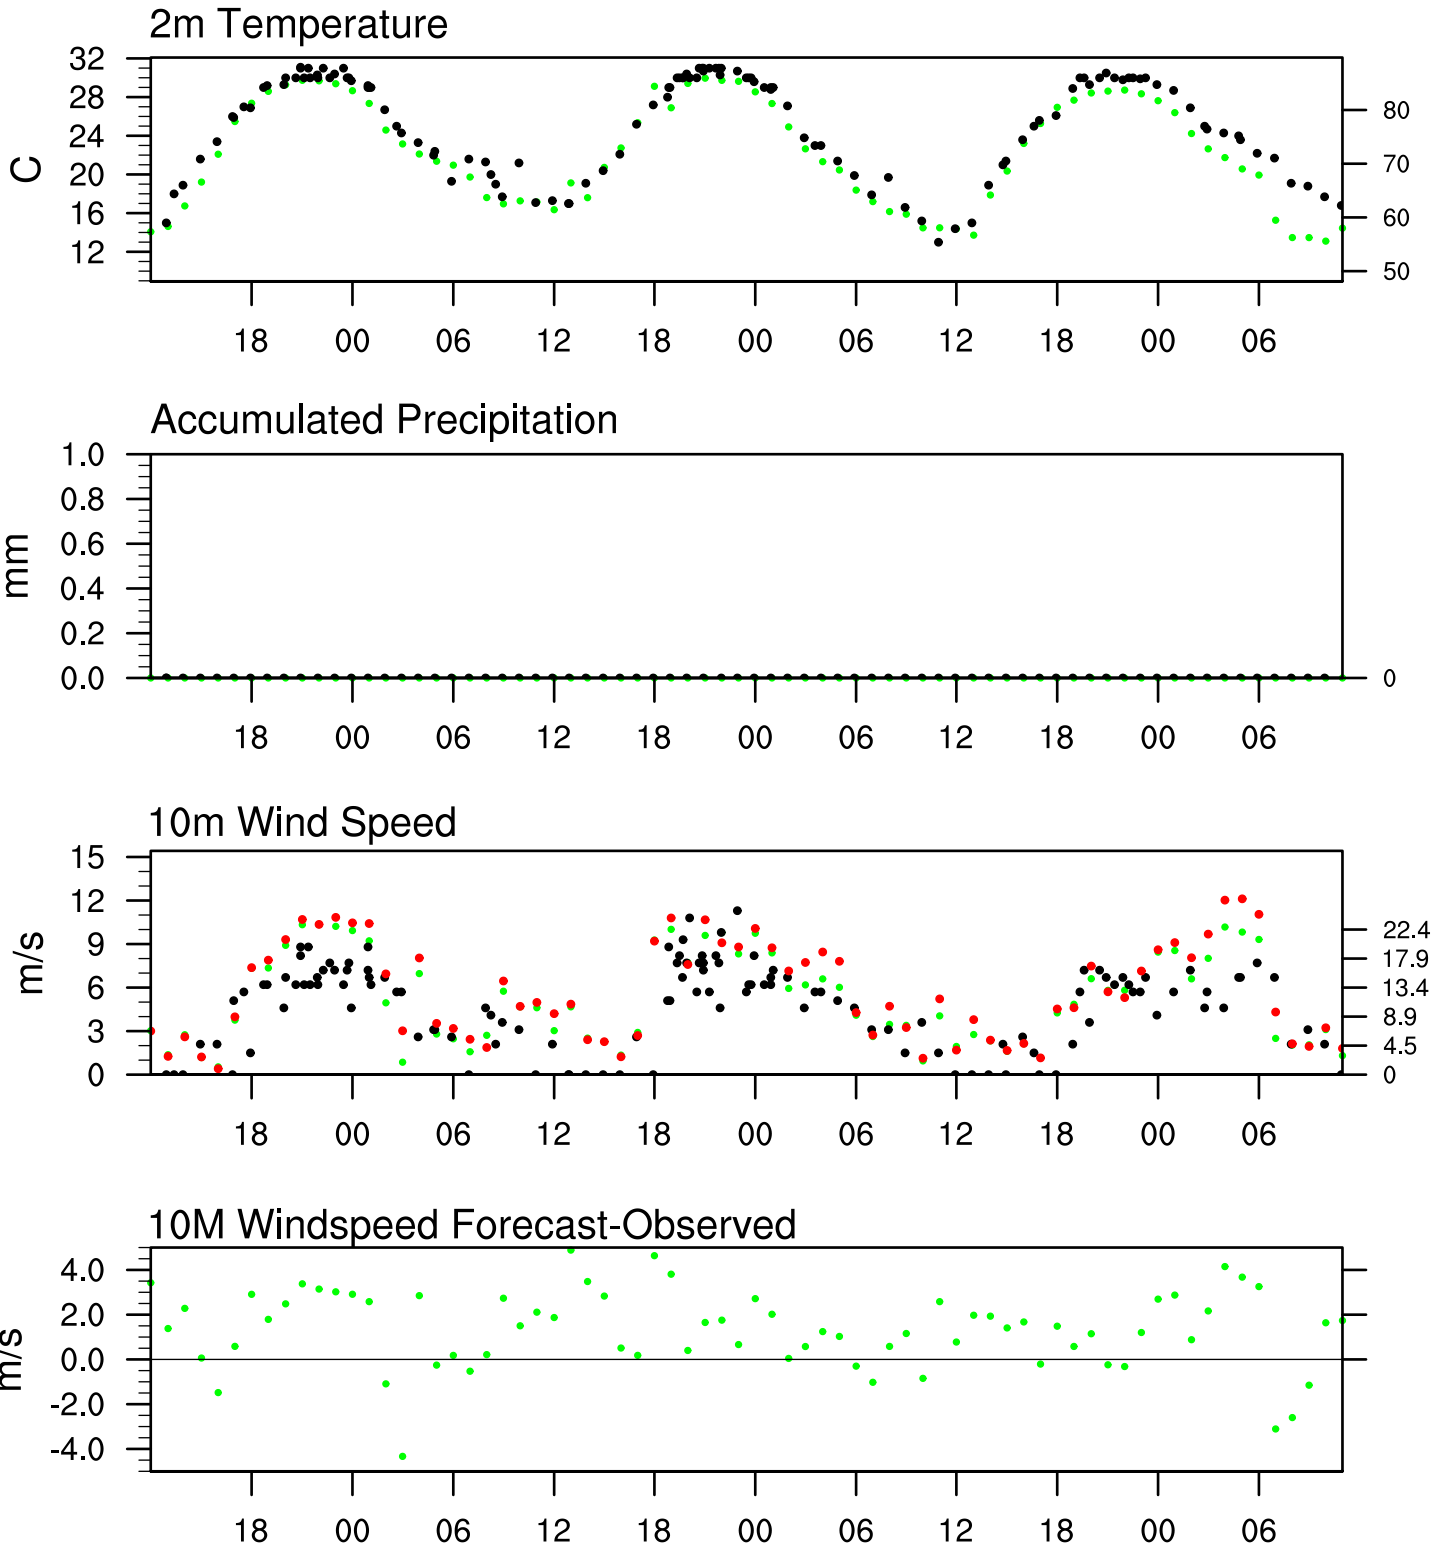 2m Temperature
32
28
24
20
16
12
C
80
70
60
50
18 00 06 12 18 00 06 12 18 00 06
Accumulated Precipitation
1.0
0.8
0.6
0.4
0.2
0.0
mm
0
18 00 06 12 18 00 06 12 18 00 06
10m Wind Speed
15
12
9
6
3
0
m/s
22.4
17.9
13.4
8.9
4.5
0
18 00 06 12 18 00 06 12 18 00 06
10M Windspeed Forecast-Observed
4.0
2.0
0.0
-2.0
-4.0
m/s
18 00 06 12 18 00 06 12 18 00 06